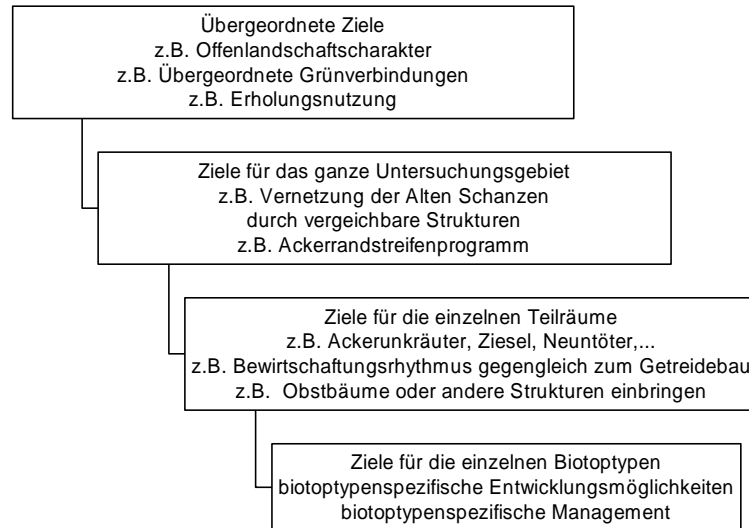 Übergeordnete Ziele
z.B. Offenlandschaftscharakter
z.B. Übergeordnete Grünverbindungen
z.B. Erholungsnutzung
Ziele für das ganze Untersuchungsgebiet
z.B. Vernetzung der Alten Schanzen
durch vergeichbare Strukturen
z.B. Ackerrandstreifenprogramm
Ziele für die einzelnen Teilräume
z.B. Ackerunkräuter, Ziesel, Neuntöter,...
z.B. Bewirtschaftungsrhythmus gegengleich zum Getreidebau
z.B. Obstbäume oder andere Strukturen einbringen
Ziele für die einzelnen Biotoptypen
biotoptypenspezifische Entwicklungsmöglichkeiten
biotoptypenspezifische Management